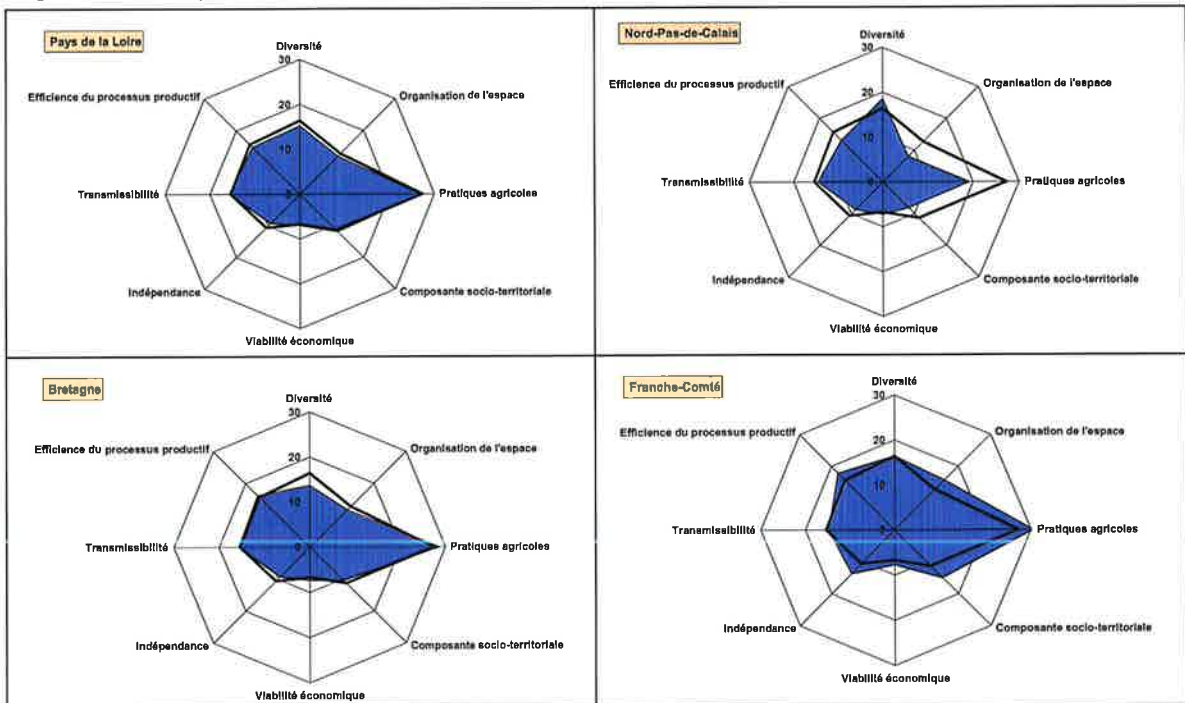 Pays de la Loire
Diversité
30
Efficience du processus productif
Organisation de l'espace
20
10
Transmissibilité
0
Pratiques agricoles
Indépendance
Composante socio-territoriale
Viabilité économique
Nord-Pas-de-Calais
Diversité
30
Efficience du processus productif
Organisation de l'espace
20
10
Transmissibilité
0
Pratiques agricoles
Indépendance
Composante socio-territoriale
Viabilité économique
Bretagne
Diversité
30
Efficience du processus productif
Organisation de l'espace
20
10
Transmissibilité
0
Pratiques agricoles
Indépendance
Composante socio-territoriale
Viabilité économique
Franche-Comté
Diversité
30
Efficience du processus productif
Organisation de l'espace
20
10
Transmissibilité
0
Pratiques agricoles
Indépendance
Composante socio-territoriale
Viabilité économique